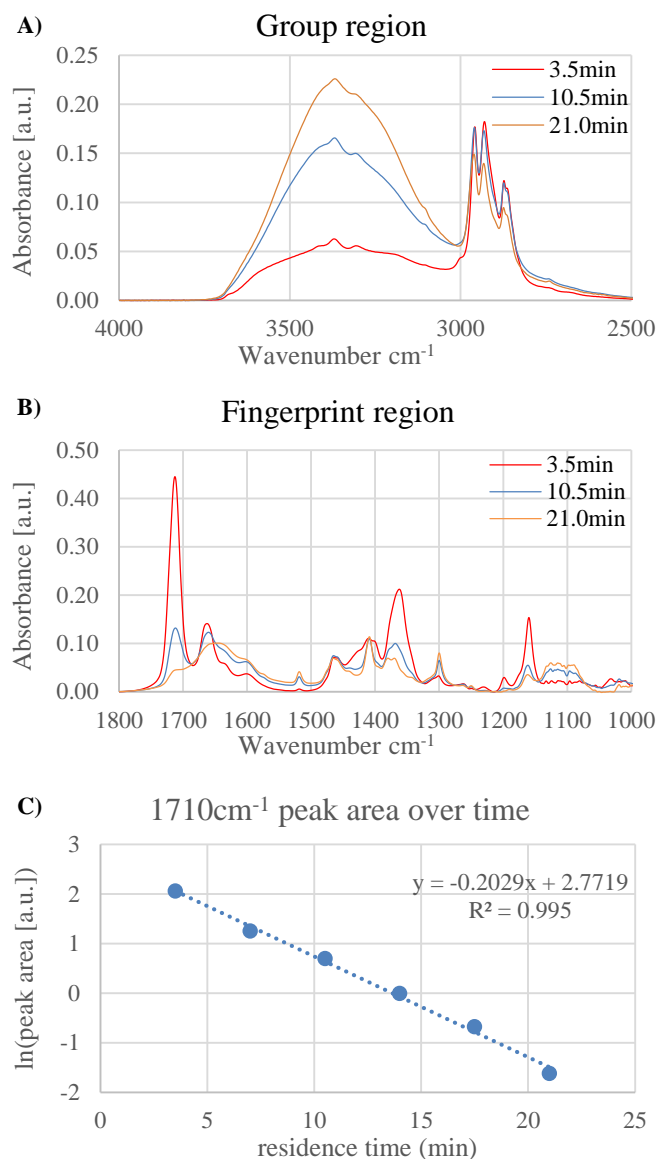 A)
Group region
3.5min
10.5min
21.0min
Absorbance [a.u.]
0.25
0.20
0.15
0.10
0.05
0.00
4000 3500 3000 2500
Wavenumber cm⁻¹
B)
Fingerprint region
3.5min
10.5min
21.0min
Absorbance [a.u.]
0.50
0.40
0.30
0.20
0.10
0.00
1800 1700 1600 1500 1400 1300 1200 1100 1000
Wavenumber cm⁻¹
C)
1710cm⁻¹ peak area over time
y = -0.2029x + 2.7719
R² = 0.995
ln(peak area [a.u.])
3
2
1
0
-1
-2
0 5 10 15 20 25
residence time (min)